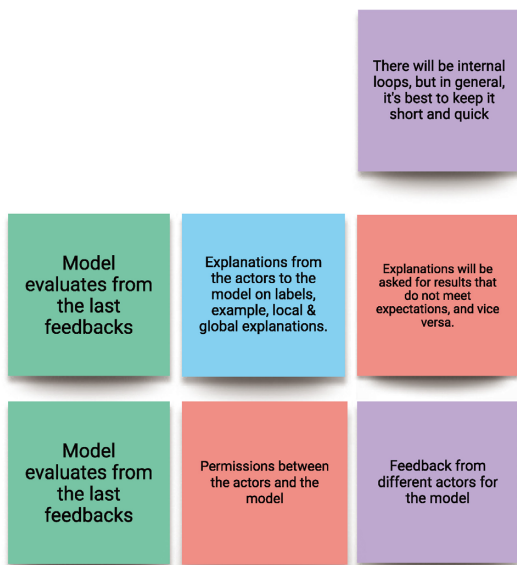 There will be internal
loops, but in general,
it's best to keep it
short and quick
Model
evaluates from
the last
feedbacks
Explanations from
the actors to the
model on labels,
example, local &
global explanations.
Explanations will be
asked for results that
do not meet
expectations, and vice
versa.
Model
evaluates from
the last
feedbacks
Permissions between
the actors and the
model
Feedback from
different actors for
the model